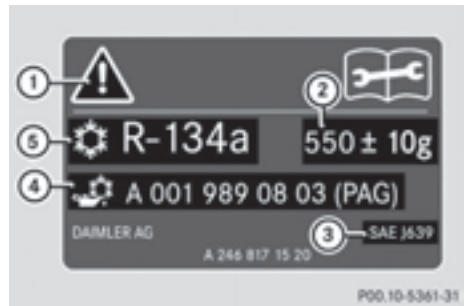 1
2
5 R-134a 550 ± 10g
4 A 001 989 08 03 (PAG)
DAIMLER AG 3 SAE J639
A 246 817 15 20
P00.10-5361-31